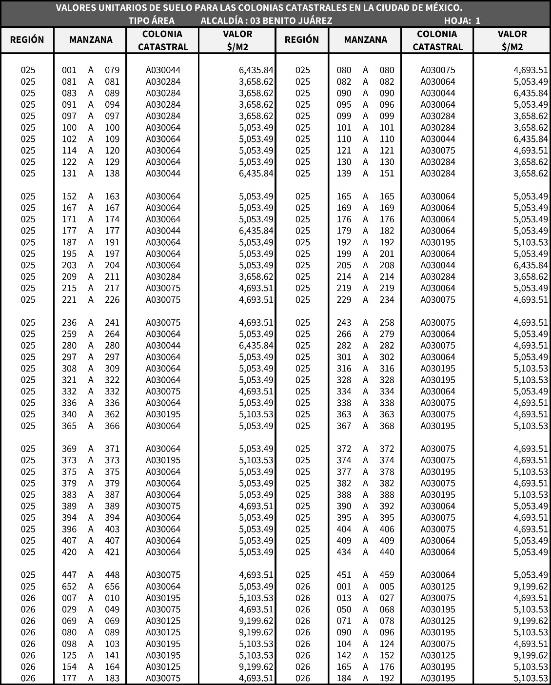 VALORES UNITARIOS DE SUELO PARA LAS COLONIAS CATASTRALES EN LA CIUDAD DE MÉXICO.
TIPO ÁREA ALCALDÍA : 03 BENITO JUÁREZ HOJA: 1
REGIÓN MANZANA COLONIA CATASTRAL VALOR $/M2 REGIÓN MANZANA COLONIA CATASTRAL VALOR $/M2
025 001 A 079 A030044 6,435.84 025 080 A 080 A030075 4,693.51
025 081 A 081 A030284 3,658.62 025 082 A 082 A030064 5,053.49
025 083 A 089 A030284 3,658.62 025 090 A 090 A030044 6,435.84
025 091 A 094 A030284 3,658.62 025 095 A 096 A030064 5,053.49
025 097 A 097 A030284 3,658.62 025 099 A 099 A030284 3,658.62
025 100 A 100 A030064 5,053.49 025 101 A 101 A030284 3,658.62
025 102 A 109 A030064 5,053.49 025 110 A 110 A030044 6,435.84
025 114 A 120 A030064 5,053.49 025 121 A 121 A030075 4,693.51
025 122 A 129 A030064 5,053.49 025 130 A 130 A030284 3,658.62
025 131 A 138 A030044 6,435.84 025 139 A 151 A030284 3,658.62
025 152 A 163 A030064 5,053.49 025 165 A 165 A030064 5,053.49
025 167 A 167 A030064 5,053.49 025 169 A 169 A030064 5,053.49
025 171 A 174 A030064 5,053.49 025 176 A 176 A030064 5,053.49
025 177 A 177 A030044 6,435.84 025 179 A 182 A030064 5,053.49
025 187 A 191 A030064 5,053.49 025 192 A 192 A030195 5,103.53
025 195 A 197 A030064 5,053.49 025 199 A 201 A030064 5,053.49
025 203 A 204 A030064 5,053.49 025 205 A 208 A030044 6,435.84
025 209 A 211 A030284 3,658.62 025 214 A 214 A030284 3,658.62
025 215 A 217 A030075 4,693.51 025 219 A 219 A030064 5,053.49
025 221 A 226 A030075 4,693.51 025 229 A 234 A030075 4,693.51
025 236 A 241 A030075 4,693.51 025 243 A 258 A030075 4,693.51
025 259 A 264 A030064 5,053.49 025 266 A 279 A030064 5,053.49
025 280 A 280 A030044 6,435.84 025 282 A 282 A030075 4,693.51
025 297 A 297 A030064 5,053.49 025 301 A 302 A030064 5,053.49
025 308 A 309 A030064 5,053.49 025 316 A 316 A030195 5,103.53
025 321 A 322 A030064 5,053.49 025 328 A 328 A030195 5,103.53
025 332 A 332 A030075 4,693.51 025 334 A 334 A030064 5,053.49
025 336 A 336 A030064 5,053.49 025 338 A 338 A030075 4,693.51
025 340 A 362 A030195 5,103.53 025 363 A 363 A030075 4,693.51
025 365 A 366 A030064 5,053.49 025 367 A 368 A030195 5,103.53
025 369 A 371 A030064 5,053.49 025 372 A 372 A030075 4,693.51
025 373 A 373 A030195 5,103.53 025 374 A 374 A030075 4,693.51
025 375 A 375 A030064 5,053.49 025 377 A 378 A030195 5,103.53
025 379 A 379 A030064 5,053.49 025 382 A 382 A030075 4,693.51
025 383 A 387 A030064 5,053.49 025 388 A 388 A030195 5,103.53
025 389 A 389 A030075 4,693.51 025 390 A 392 A030064 5,053.49
025 394 A 394 A030064 5,053.49 025 395 A 395 A030075 4,693.51
025 396 A 403 A030064 5,053.49 025 404 A 406 A030075 4,693.51
025 407 A 407 A030064 5,053.49 025 409 A 409 A030064 5,053.49
025 420 A 421 A030064 5,053.49 025 434 A 440 A030064 5,053.49
025 447 A 448 A030075 4,693.51 025 451 A 459 A030064 5,053.49
025 652 A 656 A030064 5,053.49 026 001 A 005 A030125 9,199.62
026 007 A 010 A030195 5,103.53 026 013 A 027 A030075 4,693.51
026 029 A 049 A030075 4,693.51 026 050 A 068 A030195 5,103.53
026 069 A 069 A030125 9,199.62 026 071 A 078 A030125 9,199.62
026 080 A 089 A030125 9,199.62 026 090 A 096 A030195 5,103.53
026 098 A 103 A030195 5,103.53 026 104 A 124 A030075 4,693.51
026 125 A 141 A030195 5,103.53 026 142 A 152 A030125 9,199.62
026 154 A 164 A030125 9,199.62 026 165 A 176 A030195 5,103.53
026 177 A 183 A030075 4,693.51 026 184 A 192 A030195 5,103.53